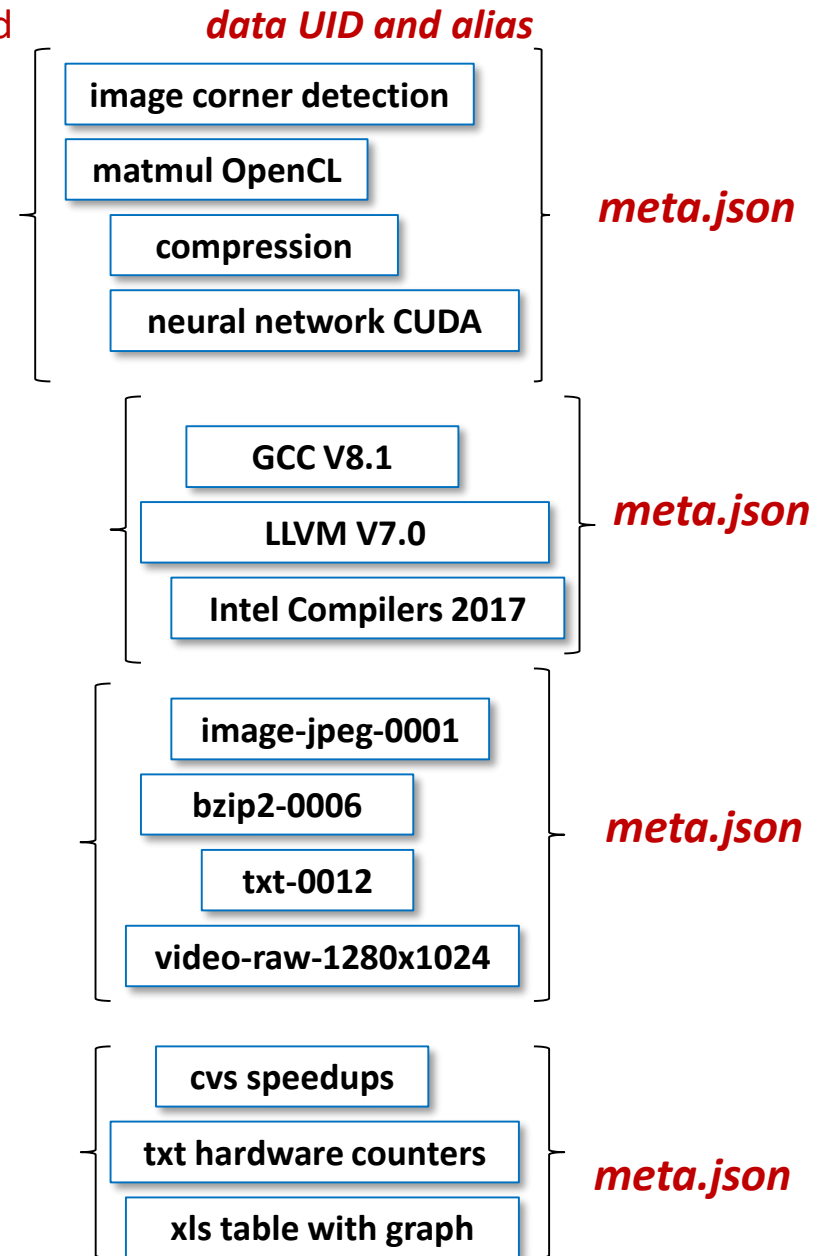 d data UID and alias
image corner detection
matmul OpenCL
compression
neural network CUDA
meta.json
GCC V8.1
LLVM V7.0
Intel Compilers 2017
meta.json
image-jpeg-0001
bzip2-0006
txt-0012
video-raw-1280x1024
meta.json
cvs speedups
txt hardware counters
xls table with graph
meta.json